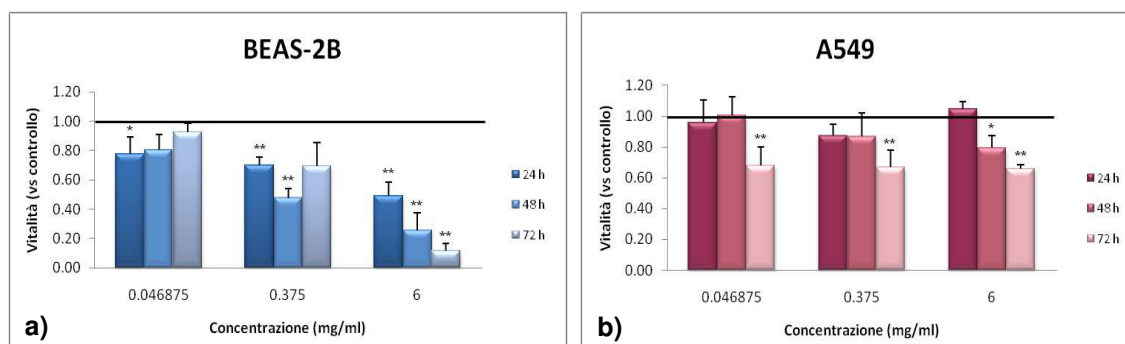 BEAS-2B
1.20
1.00
0.80
0.60
0.40
0.20
0.00
Vitalità (vs controllo)
*
**
**
**
**
**
24 h
48 h
72 h
0.046875 0.375 6
Concentrazione (mg/ml)
a)
A549
1.20
1.00
0.80
0.60
0.40
0.20
0.00
Vitalità (vs controllo)
**
**
*
**
24 h
48 h
72 h
0.046875 0.375 6
Concentrazione (mg/ml)
b)